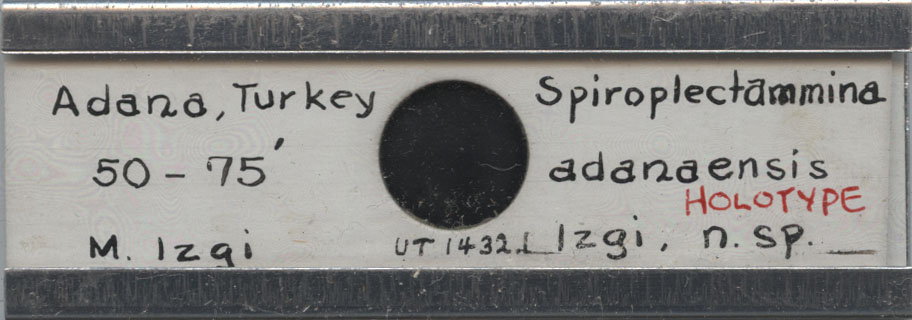 Adana, Turkey
50 – 75'
M. Izgi
Spiroplectammina
adanaensis
HOLOTYPE
Izgi, n. sp.
UT 1432